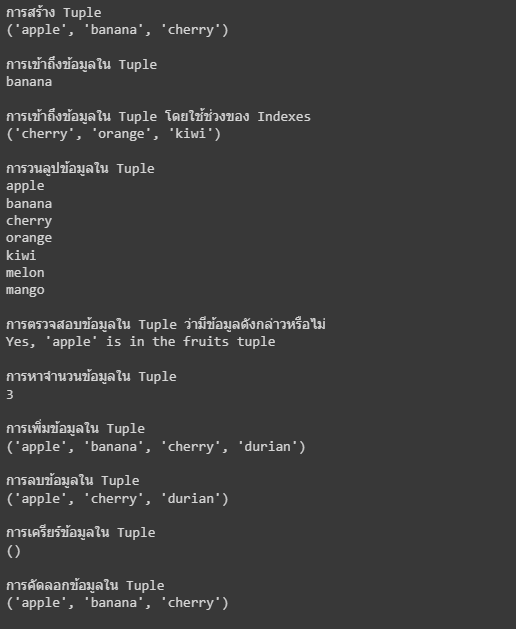 การสร้าง Tuple
('apple', 'banana', 'cherry')
การเข้าถึงข้อมูลใน Tuple
banana
การเข้าถึงข้อมูลใน Tuple โดยใช้ช่วงของ Indexes
('cherry', 'orange', 'kiwi')
การวนลูปข้อมูลใน Tuple
apple
banana
cherry
orange
kiwi
melon
mango
การตรวจสอบข้อมูลใน Tuple ว่ามีข้อมูลดังกล่าวหรือไม่
Yes, 'apple' is in the fruits tuple
การหาจำนวนข้อมูลใน Tuple
3
การเพิ่มข้อมูลใน Tuple
('apple', 'banana', 'cherry', 'durian')
การลบข้อมูลใน Tuple
('apple', 'cherry', 'durian')
การเครียร์ข้อมูลใน Tuple
()
การคัดลอกข้อมูลใน Tuple
('apple', 'banana', 'cherry')